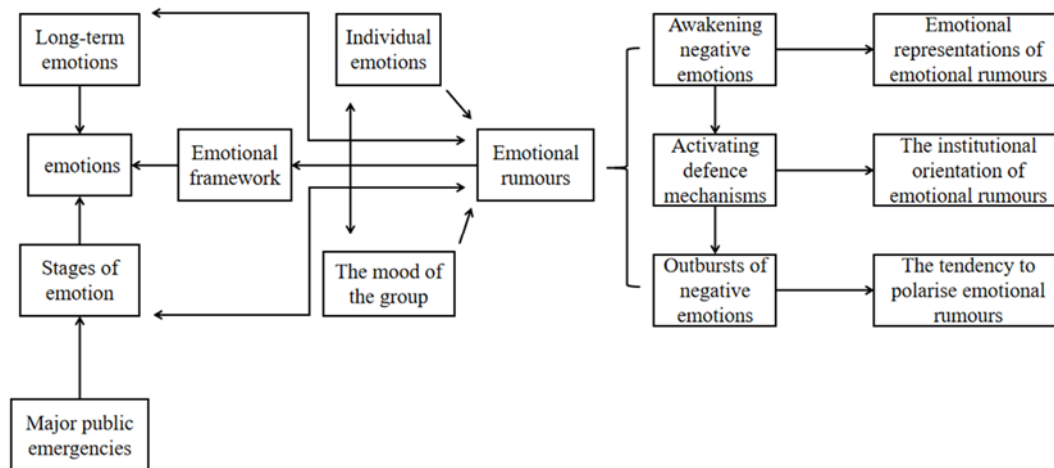 Long-term
emotions
emotions
Stages of
emotion
Major public
emergencies
Emotional
framework
Individual
emotions
The mood of
the group
Emotional
rumours
Awakening
negative
emotions
Activating
defence
mechanisms
Outbursts of
negative
emotions
Emotional
representations of
emotional rumours
The institutional
orientation of
emotional rumours
The tendency to
polarise emotional
rumours